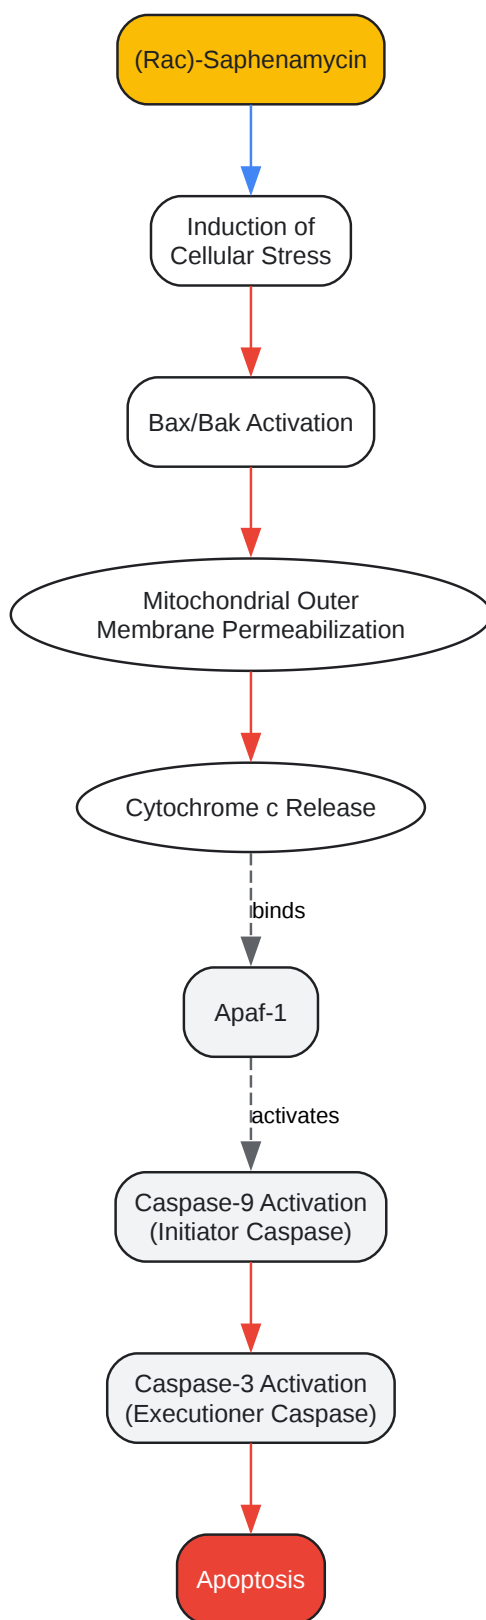 (Rac)-Saphenamycin
Induction of
Cellular Stress
Bax/Bak Activation
Mitochondrial Outer
Membrane Permeabilization
Cytochrome c Release
binds
Apaf-1
activates
Caspase-9 Activation
(Initiator Caspase)
Caspase-3 Activation
(Executioner Caspase)
Apoptosis